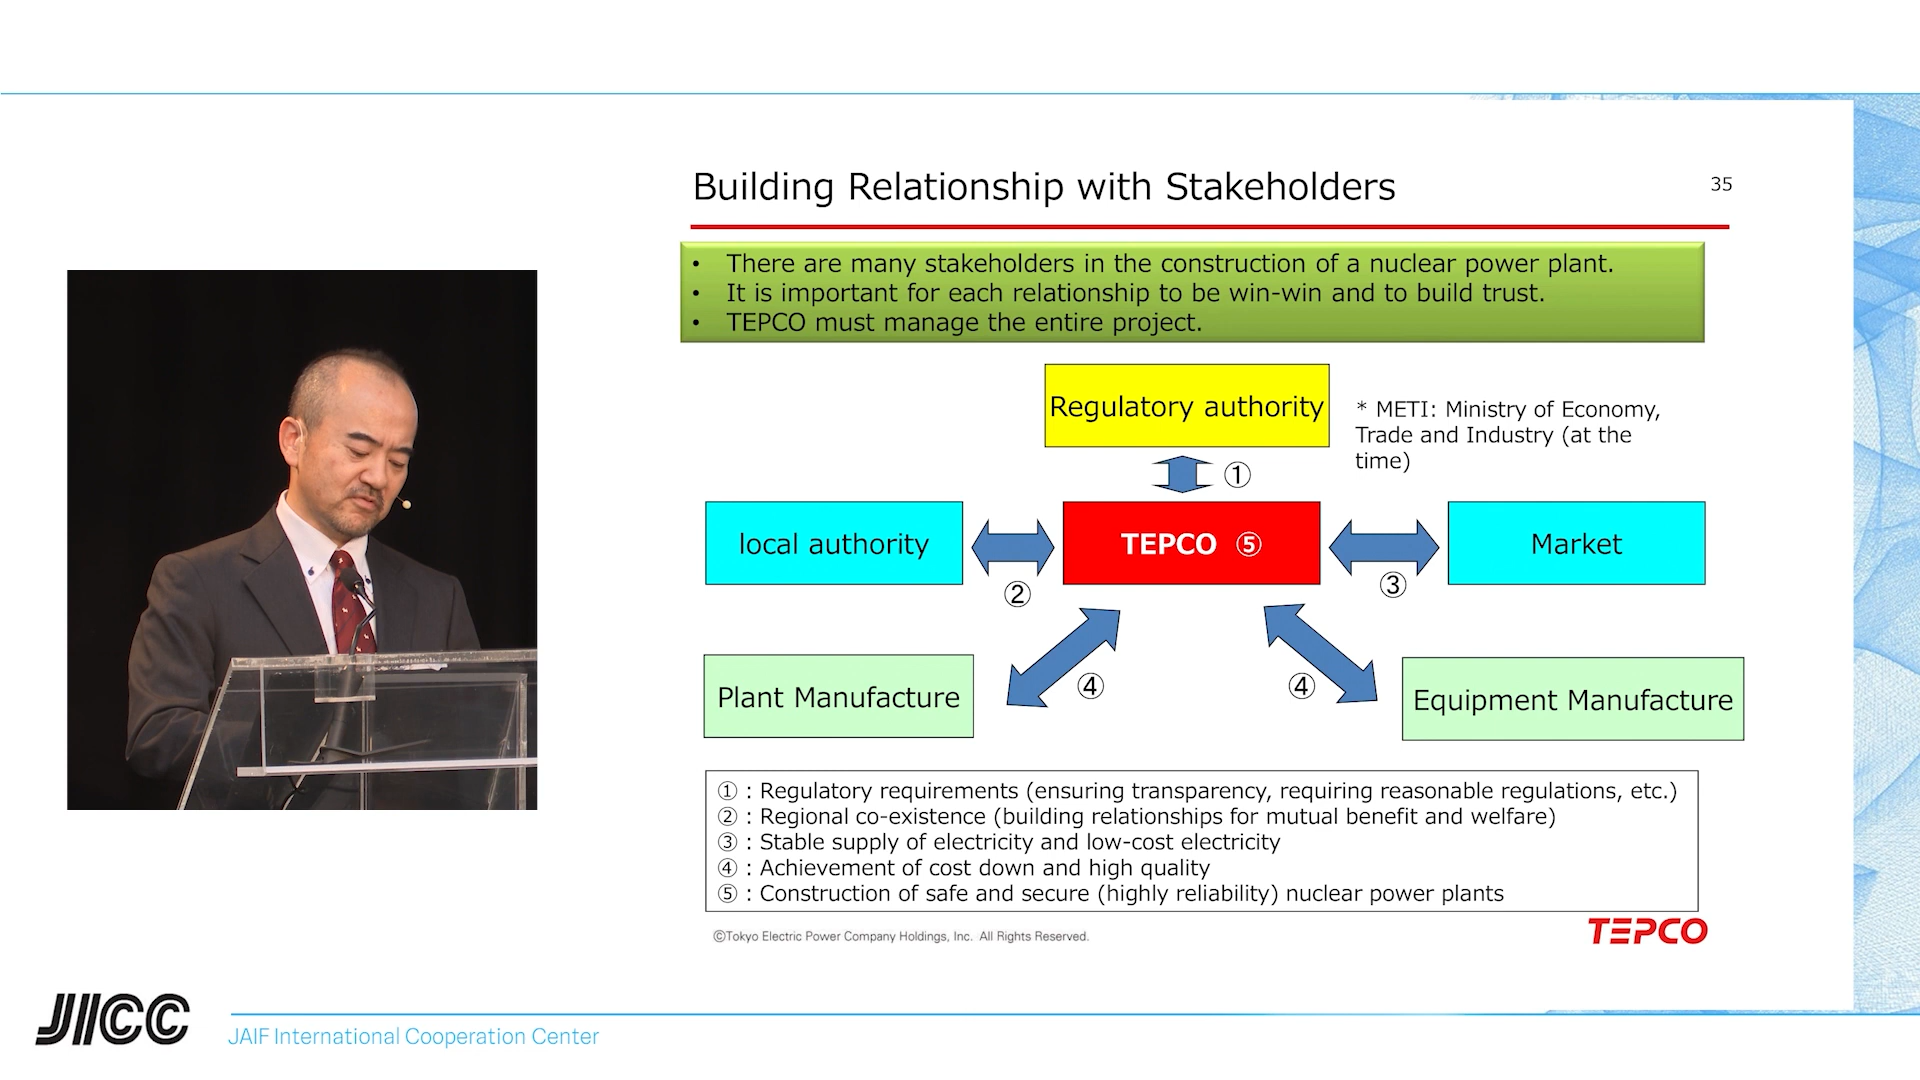 Building Relationship with Stakeholders
35
• There are many stakeholders in the construction of a nuclear power plant.
• It is important for each relationship to be win-win and to build trust.
• TEPCO must manage the entire project.
Regulatory authority
* METI: Ministry of Economy,
Trade and Industry (at the
time)
①
local authority
TEPCO ⑤
Market
②
③
Plant Manufacture
④
④
Equipment Manufacture
① : Regulatory requirements (ensuring transparency, requiring reasonable regulations, etc.)
② : Regional co-existence (building relationships for mutual benefit and welfare)
③ : Stable supply of electricity and low-cost electricity
④ : Achievement of cost down and high quality
⑤ : Construction of safe and secure (highly reliability) nuclear power plants
©Tokyo Electric Power Company Holdings, Inc. All Rights Reserved.
TEPCO
JICC
JAIF International Cooperation Center